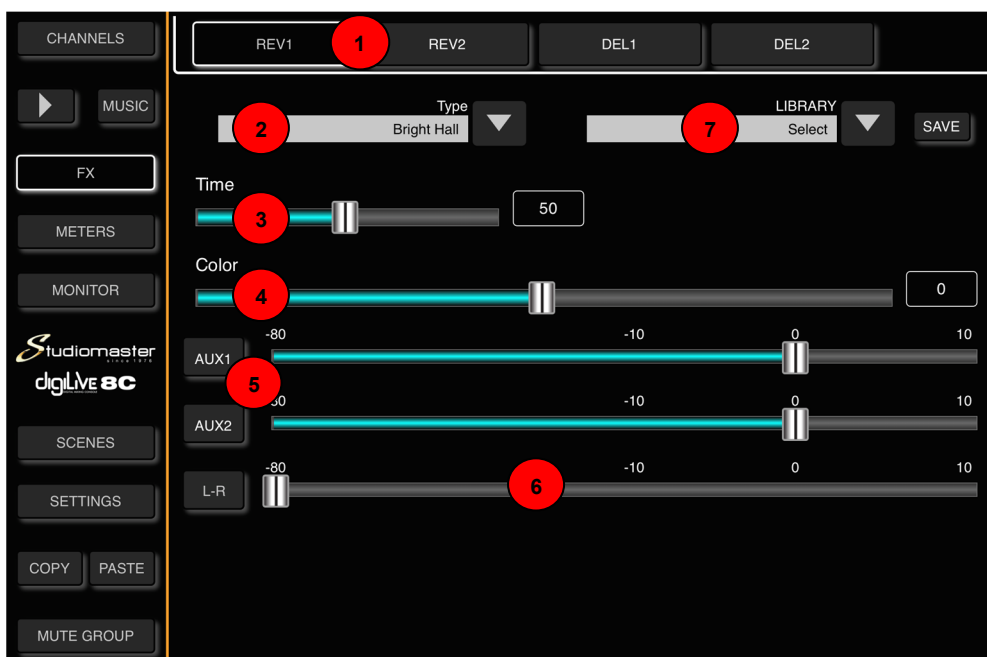 CHANNELS
MUSIC
FX
METERS
MONITOR
Studiomaster
since 1976
digiLiVE 8C
SCENES
SETTINGS
COPY PASTE
MUTE GROUP
REV1 1 REV2 DEL1 DEL2
Type
2 Bright Hall
LIBRARY
7 Select
SAVE
Time
3 50
Color
4 0
-80 -10 0 10
AUX1
5
-10 0 10
AUX2
-80 -10 0 10
L-R 6